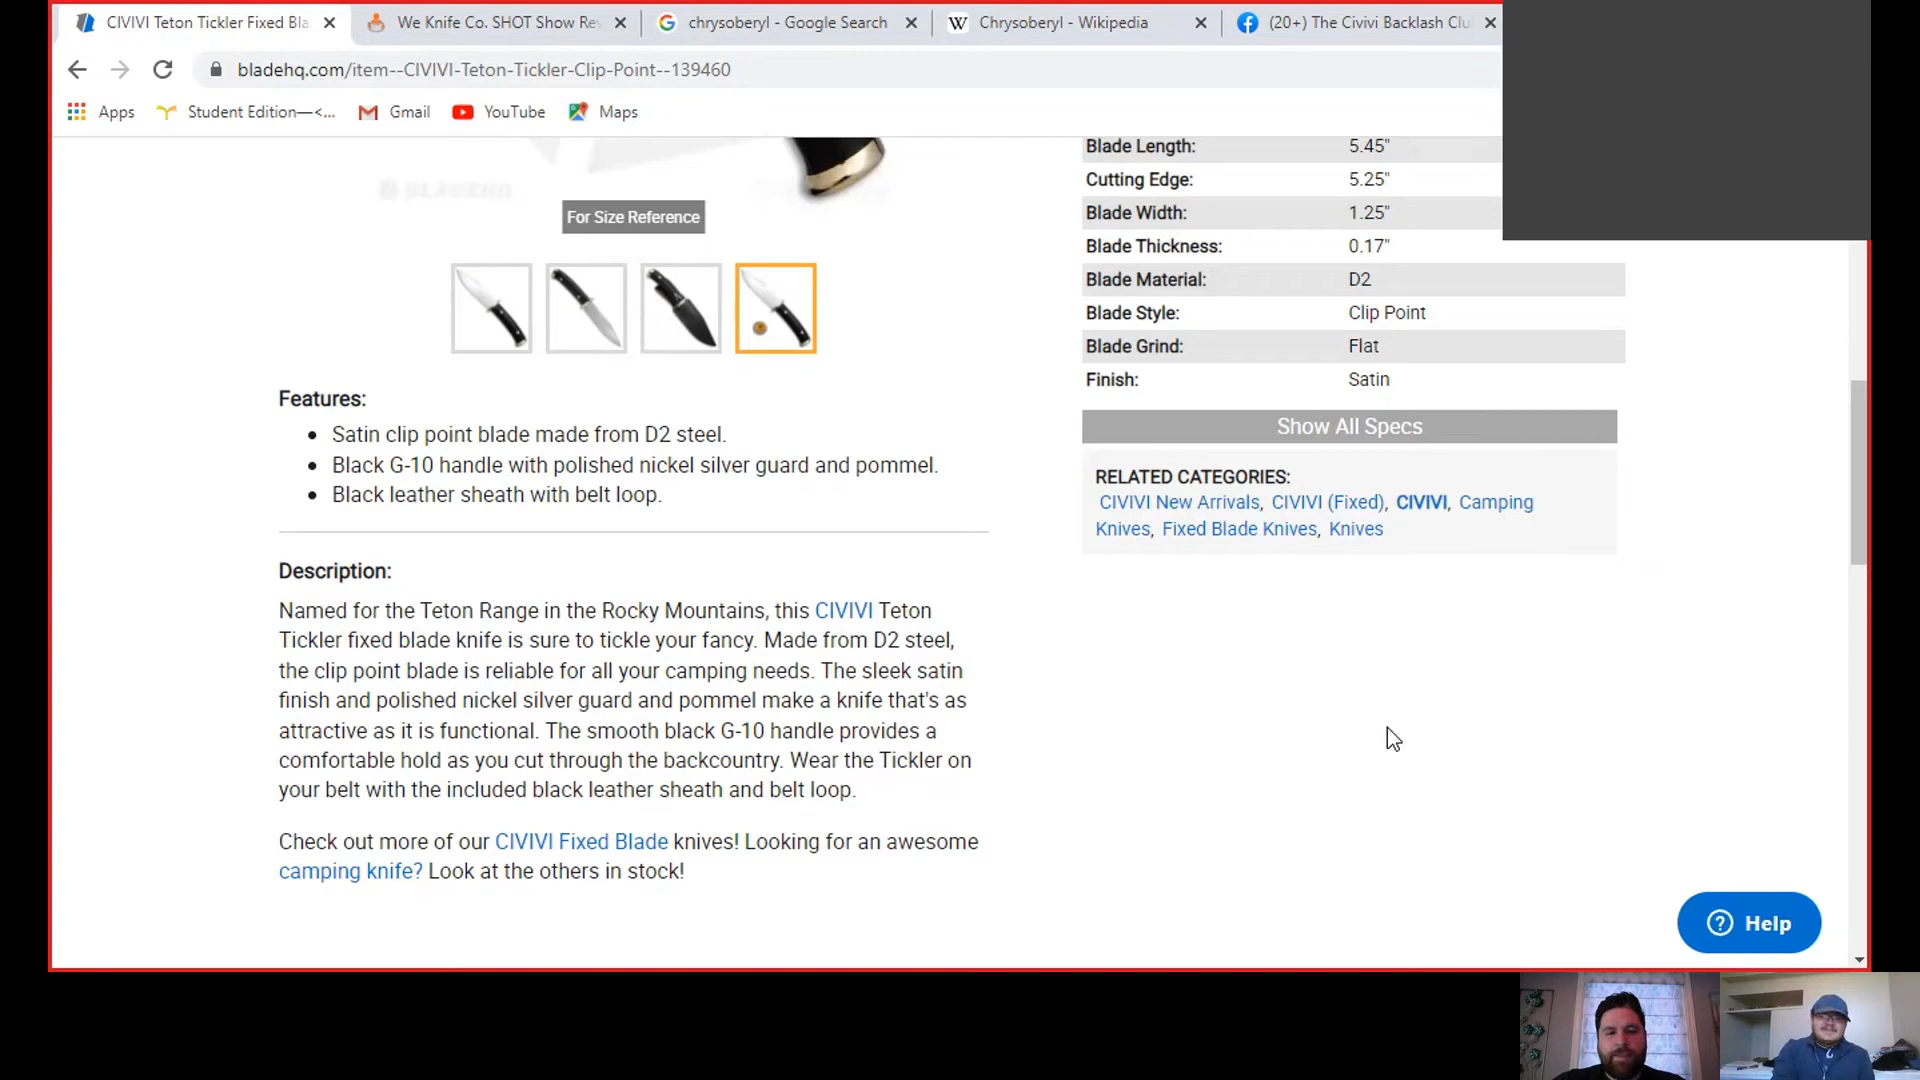 CIVIVI Teton Tickler Fixed Bla
We Knife Co. SHOT Show Rev
chrysoberyl - Google Search
Chrysoberyl - Wikipedia
(20+) The Civivi Backlash Clu
bladehq.com/item--CIVIVI-Teton-Tickler-Clip-Point--139460
Apps
Student Edition—<...
Gmail
YouTube
Maps
BLADEHQ
For Size Reference
Blade Length: 5.45"
Cutting Edge: 5.25"
Blade Width: 1.25"
Blade Thickness: 0.17"
Blade Material: D2
Blade Style: Clip Point
Blade Grind: Flat
Finish: Satin
Show All Specs
RELATED CATEGORIES:
CIVIVI New Arrivals, CIVIVI (Fixed), CIVIVI, Camping
Knives, Fixed Blade Knives, Knives
Features:
Satin clip point blade made from D2 steel.
Black G-10 handle with polished nickel silver guard and pommel.
Black leather sheath with belt loop.
Description:
Named for the Teton Range in the Rocky Mountains, this CIVIVI Teton
Tickler fixed blade knife is sure to tickle your fancy. Made from D2 steel,
the clip point blade is reliable for all your camping needs. The sleek satin
finish and polished nickel silver guard and pommel make a knife that's as
attractive as it is functional. The smooth black G-10 handle provides a
comfortable hold as you cut through the backcountry. Wear the Tickler on
your belt with the included black leather sheath and belt loop.
Check out more of our CIVIVI Fixed Blade knives! Looking for an awesome
camping knife? Look at the others in stock!
Help